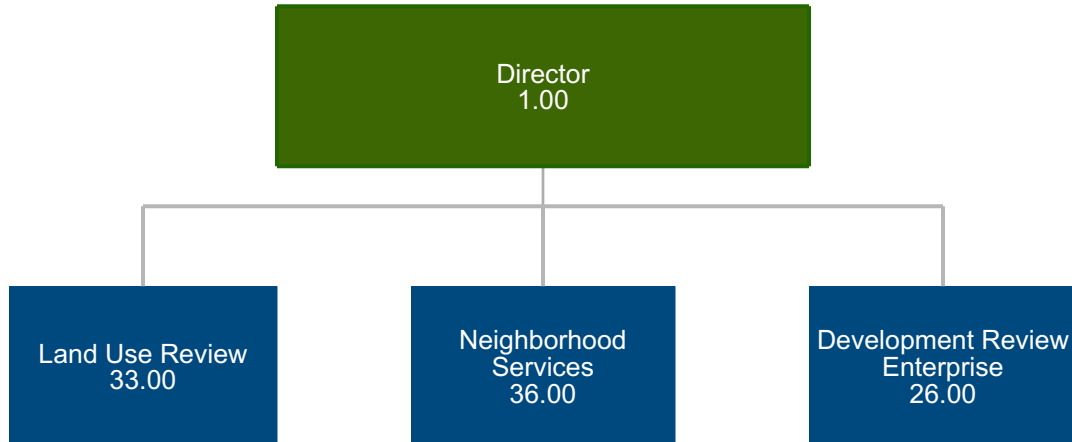 Director
1.00
Land Use Review
33.00
Neighborhood
Services
36.00
Development Review
Enterprise
26.00